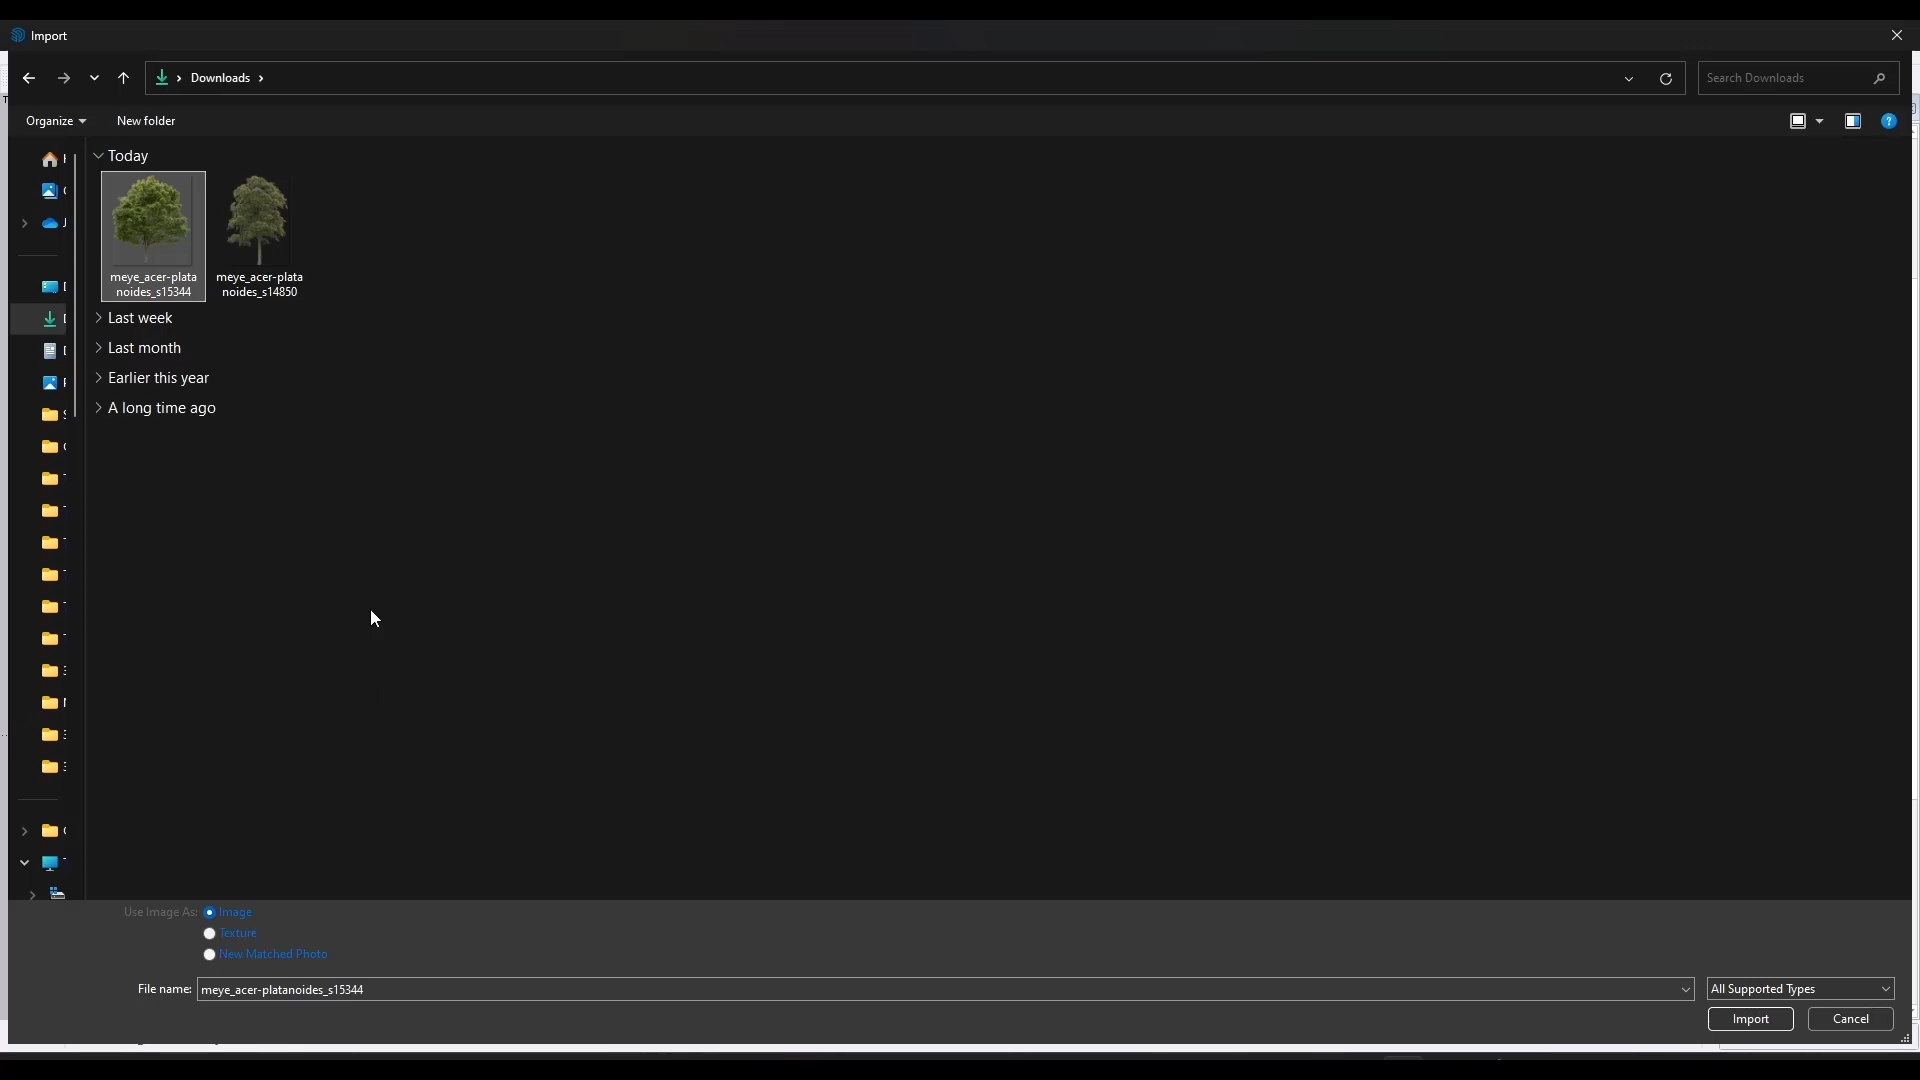 Import
Downloads
Search Downloads
Organize
New folder
Today
meye_acer-plata
noides_s15344
meye_acer-plata
noides_s14850
Last week
Last month
Earlier this year
A long time ago
Use Image As:
Image
Texture
New Matched Photo
File name:
meye_acer-platanoides_s15344
All Supported Types
Import
Cancel